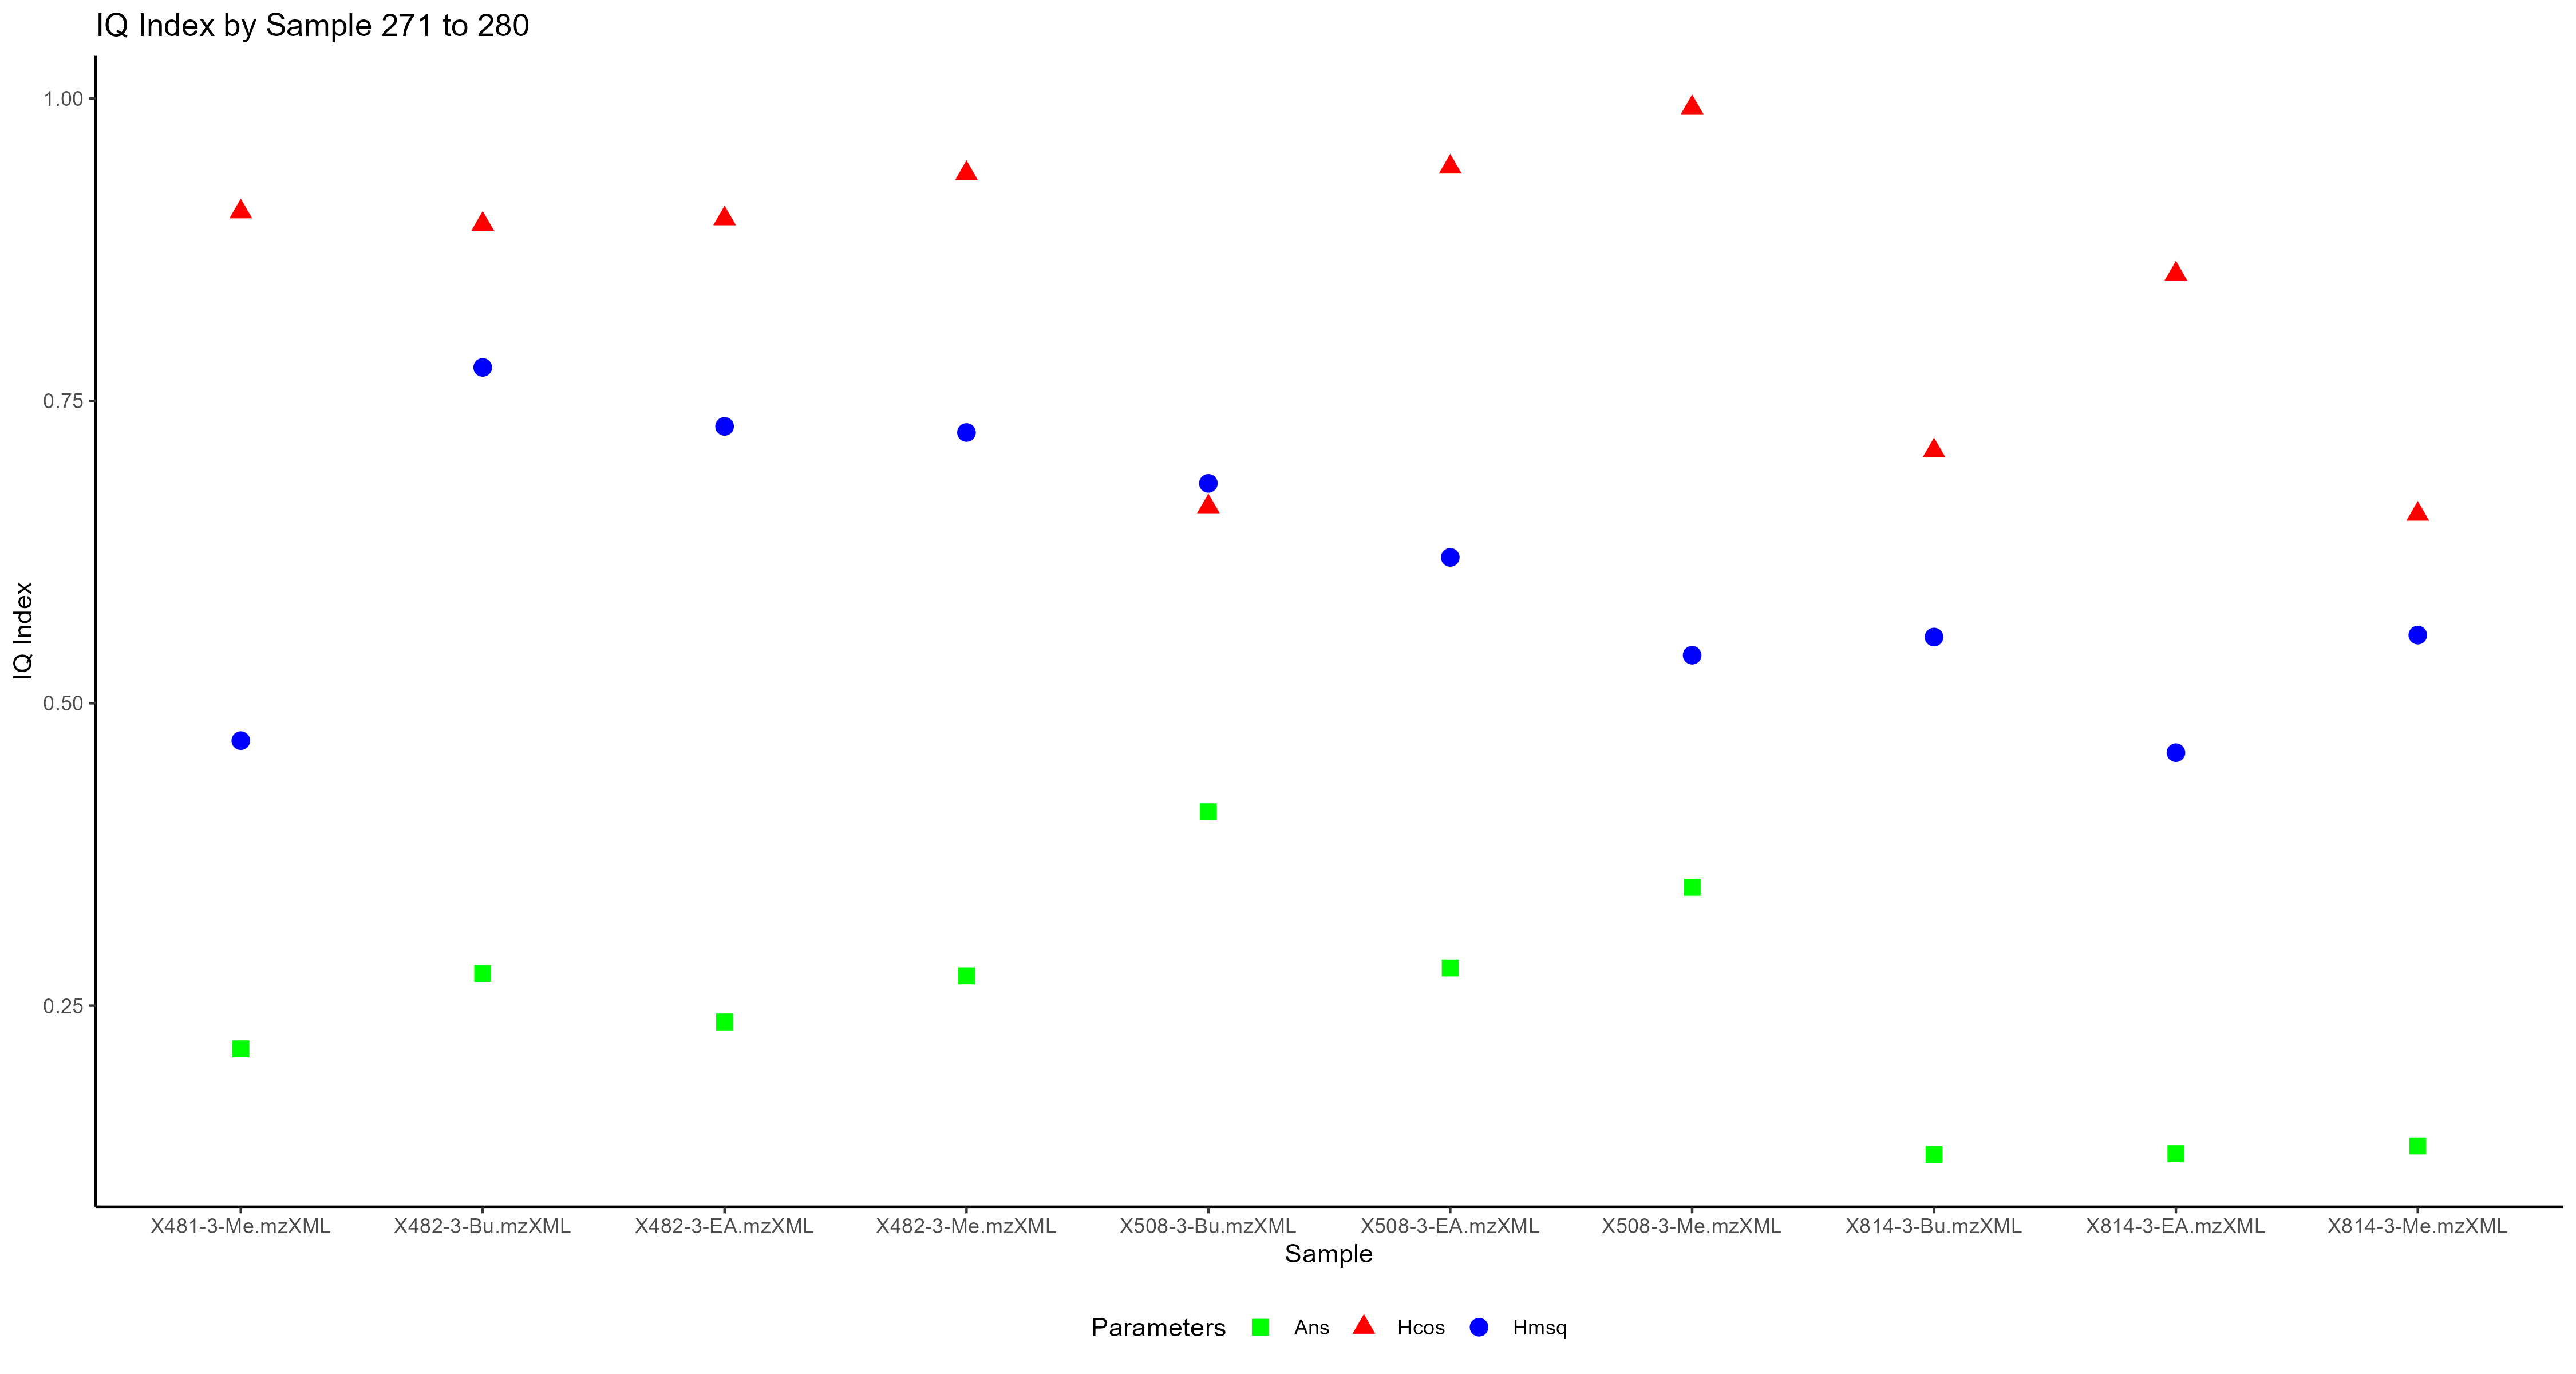 IQ Index by Sample 271 to 280
IQ Index
1.00
0.75
0.50
0.25
X481-3-Me.mzXML X482-3-Bu.mzXML X482-3-EA.mzXML X482-3-Me.mzXML X508-3-Bu.mzXML X508-3-EA.mzXML X508-3-Me.mzXML X814-3-Bu.mzXML X814-3-EA.mzXML X814-3-Me.mzXML
Sample
Parameters Ans Hcos Hmsq